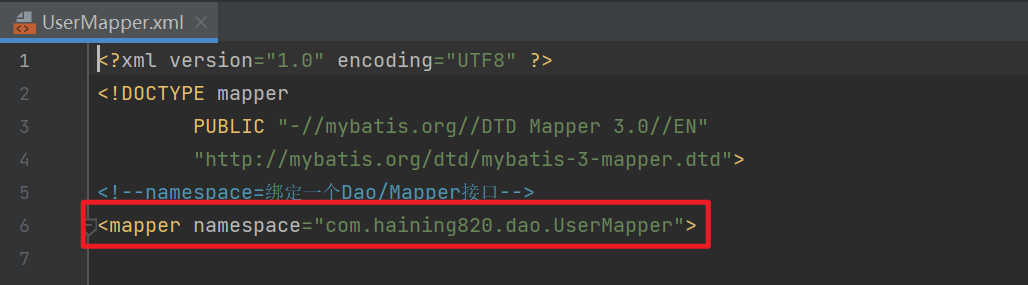 UserMapper.xml
1 <?xml version="1.0" encoding="UTF8" ?>
2 <!DOCTYPE mapper
3 PUBLIC "-//mybatis.org//DTD Mapper 3.0//EN"
4 "http://mybatis.org/dtd/mybatis-3-mapper.dtd">
5 <!--namespace=绑定一个Dao/Mapper接口-->
6 <mapper namespace="com.haining820.dao.UserMapper">
7